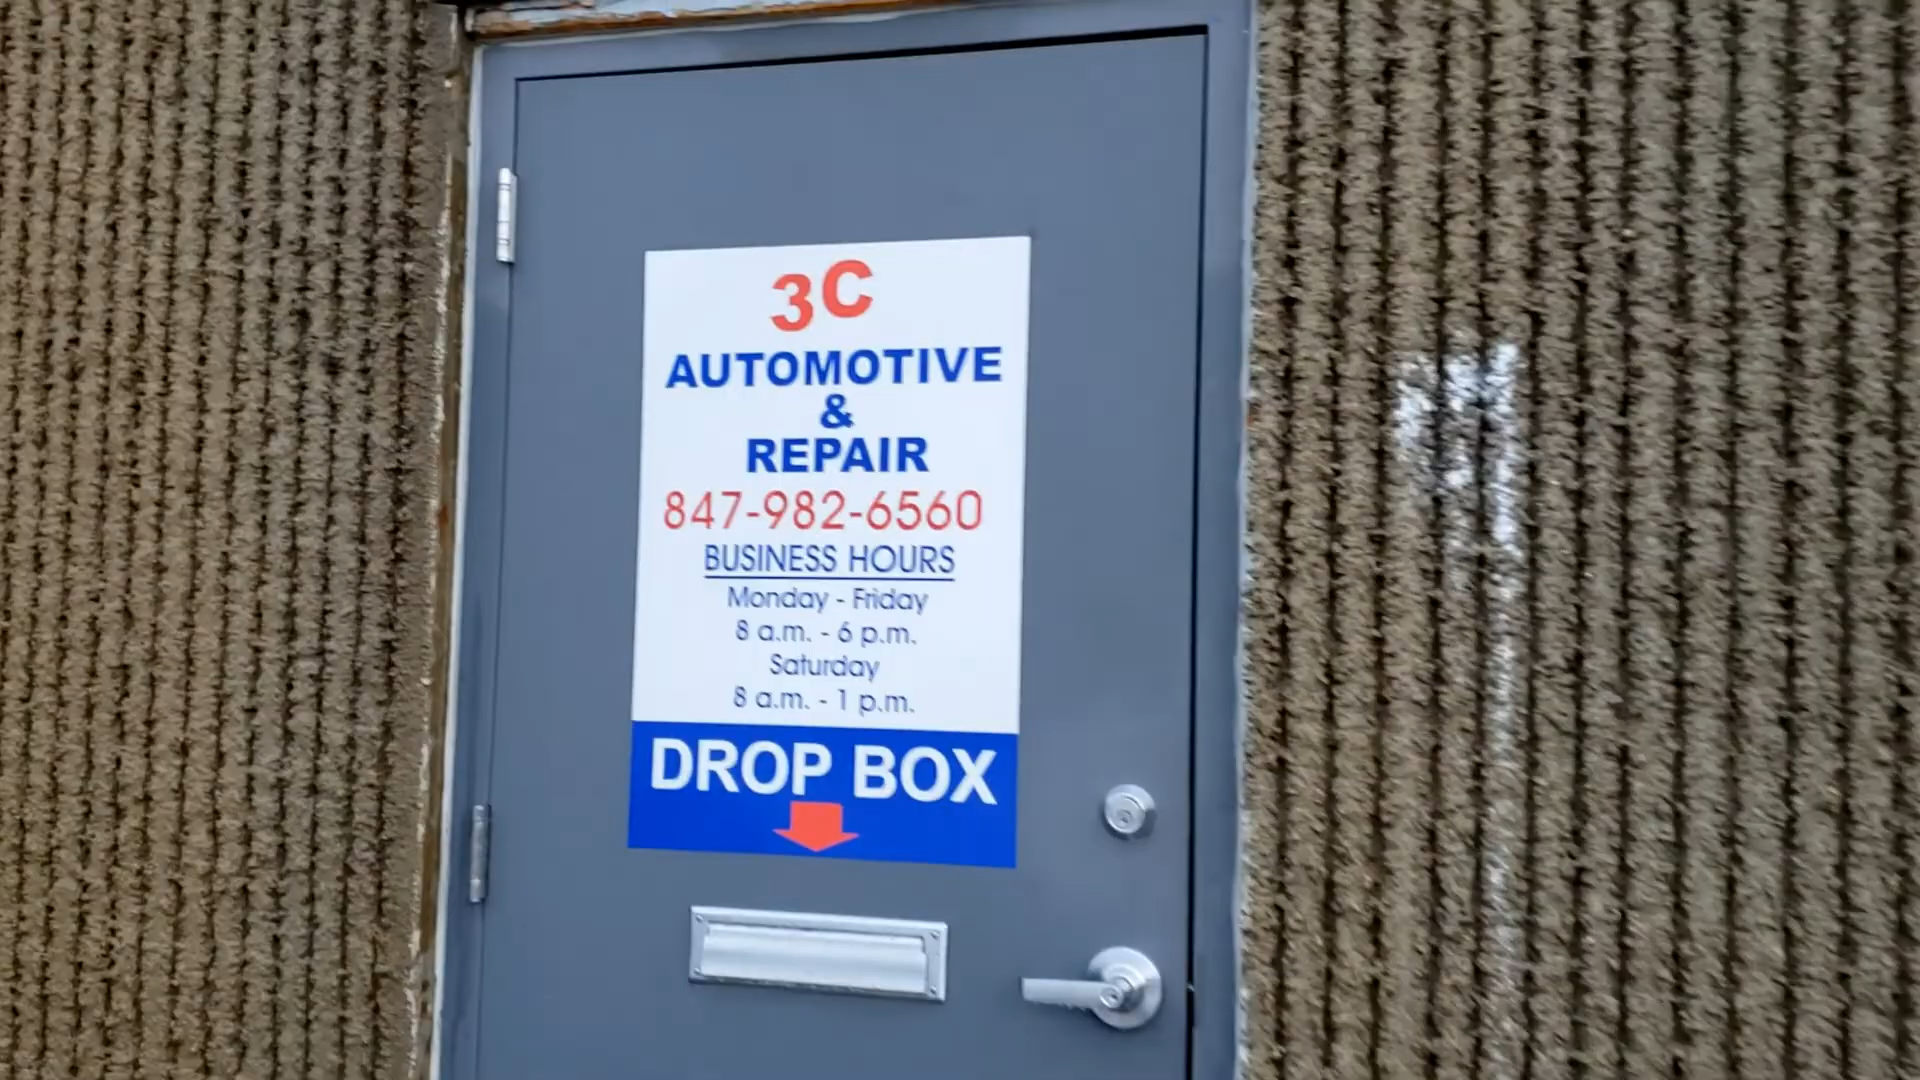 3C
AUTOMOTIVE
&
REPAIR
847-982-6560
BUSINESS HOURS
Monday - Friday
8 a.m. - 6 p.m.
Saturday
8 a.m. - 1 p.m.
DROP BOX